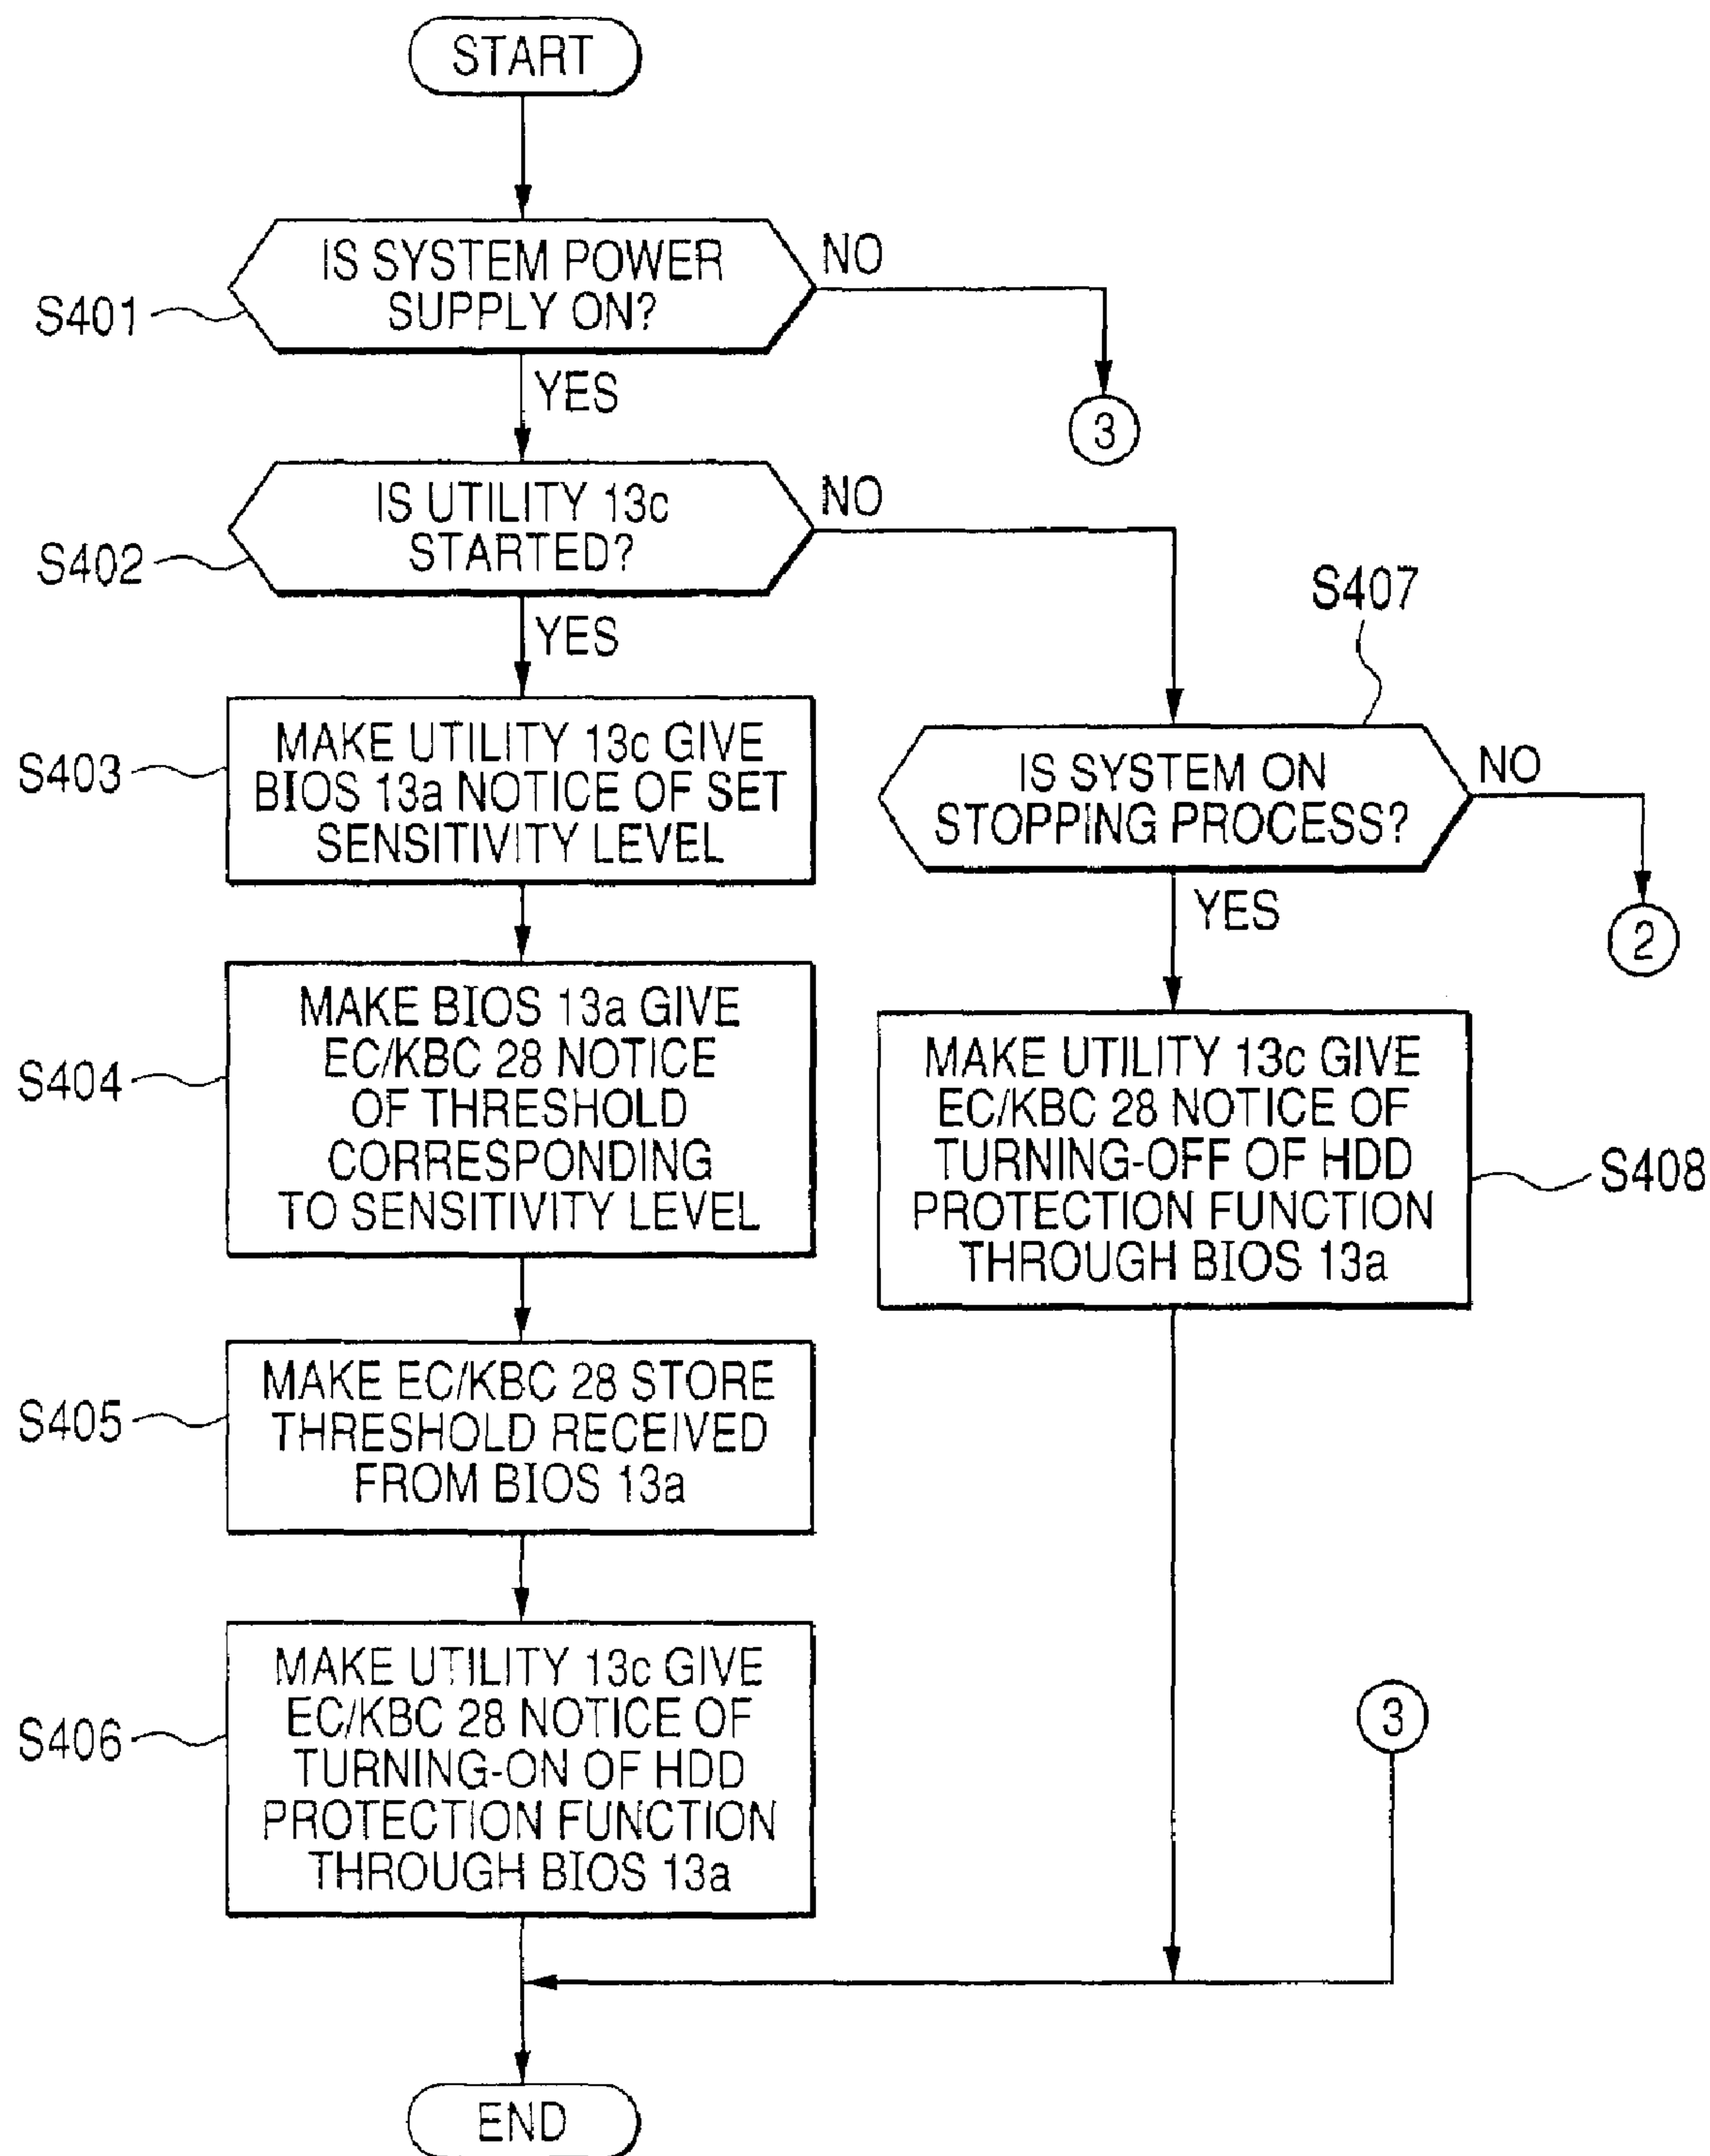 START
IS SYSTEM POWER
SUPPLY ON?
NO
S401
YES
3
IS UTILITY 13c
STARTED?
NO
S402
YES
S407
MAKE UTILITY 13c GIVE
BIOS 13a NOTICE OF SET
SENSITIVITY LEVEL
S403
IS SYSTEM ON
STOPPING PROCESS?
NO
YES
2
MAKE BIOS 13a GIVE
EC/KBC 28 NOTICE
OF THRESHOLD
CORRESPONDING
TO SENSITIVITY LEVEL
S404
MAKE UTILITY 13c GIVE
EC/KBC 28 NOTICE OF
TURNING-OFF OF HDD
PROTECTION FUNCTION
THROUGH BIOS 13a
S408
MAKE EC/KBC 28 STORE
THRESHOLD RECEIVED
FROM BIOS 13a
S405
MAKE UTILITY 13c GIVE
EC/KBC 28 NOTICE OF
TURNING-ON OF HDD
PROTECTION FUNCTION
THROUGH BIOS 13a
S406
3
END